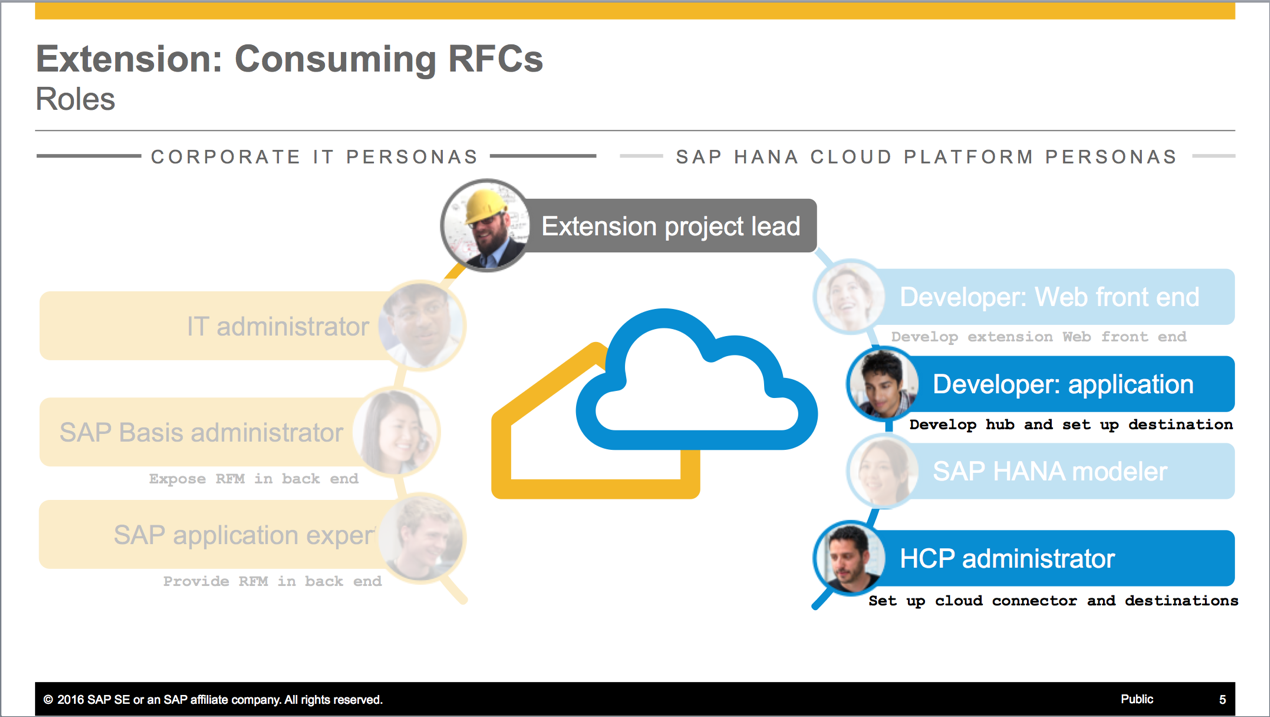 Extension: Consuming RFCs
Roles
CORPORATE IT PERSONAS
SAP HANA CLOUD PLATFORM PERSONAS
Extension project lead
IT administrator
SAP Basis administrator
Expose RFM in back end
SAP application exper
Provide RFM in back end
Developer: Web front end
Develop extension Web front end
Developer: application
Develop hub and set up destination
SAP HANA modeler
HCP administrator
Set up cloud connector and destinations
© 2016 SAP SE or an SAP affiliate company. All rights reserved.
Public
5